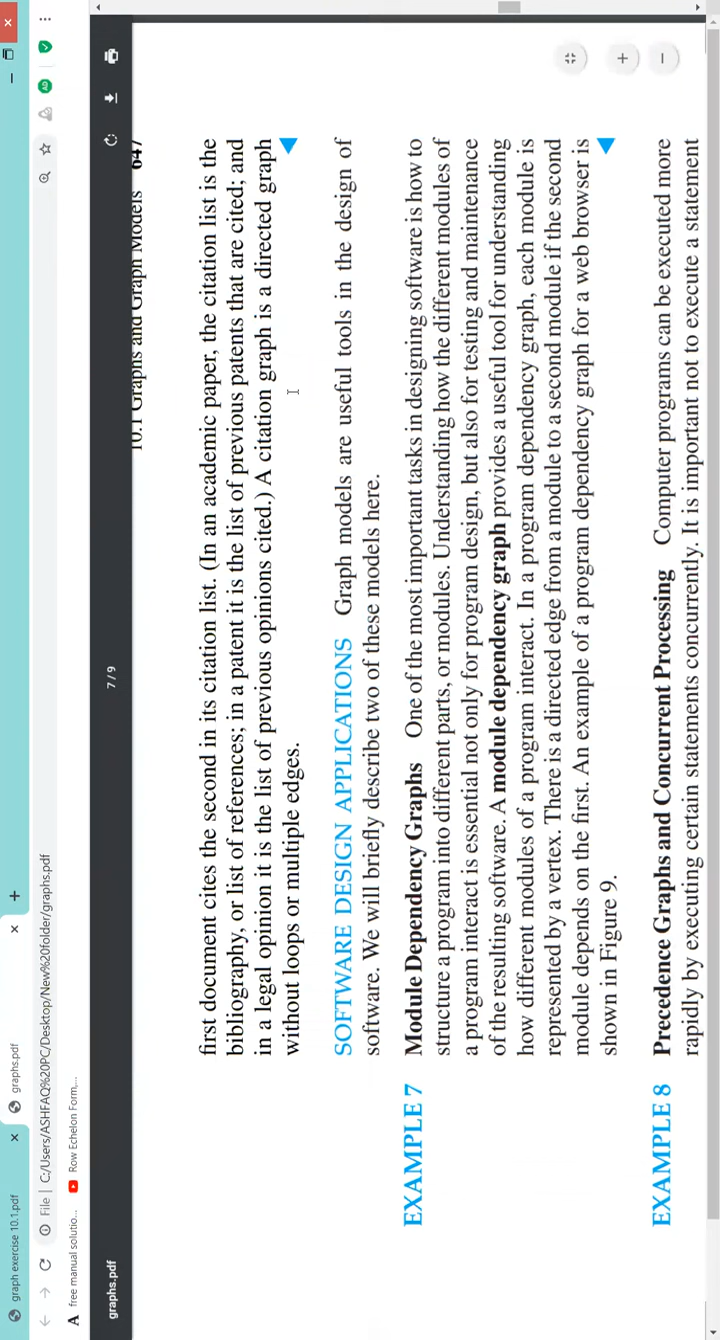 graph exercise 10.1.pdf
graphs.pdf
File | C:/Users/ASHFAQ%20PC/Desktop/New%20folder/graphs.pdf
free manual solutio...
Row Echelon Form,...
graphs.pdf
7 / 9
10.1 Graphs and Graph Models 647
first document cites the second in its citation list. (In an academic paper, the citation list is the
bibliography, or list of references; in a patent it is the list of previous patents that are cited; and
in a legal opinion it is the list of previous opinions cited.) A citation graph is a directed graph
without loops or multiple edges.
SOFTWARE DESIGN APPLICATIONS Graph models are useful tools in the design of
software. We will briefly describe two of these models here.
EXAMPLE 7 Module Dependency Graphs One of the most important tasks in designing software is how to
structure a program into different parts, or modules. Understanding how the different modules of
a program interact is essential not only for program design, but also for testing and maintenance
of the resulting software. A module dependency graph provides a useful tool for understanding
how different modules of a program interact. In a program dependency graph, each module is
represented by a vertex. There is a directed edge from a module to a second module if the second
module depends on the first. An example of a program dependency graph for a web browser is
shown in Figure 9.
EXAMPLE 8 Precedence Graphs and Concurrent Processing Computer programs can be executed more
rapidly by executing certain statements concurrently. It is important not to execute a statement